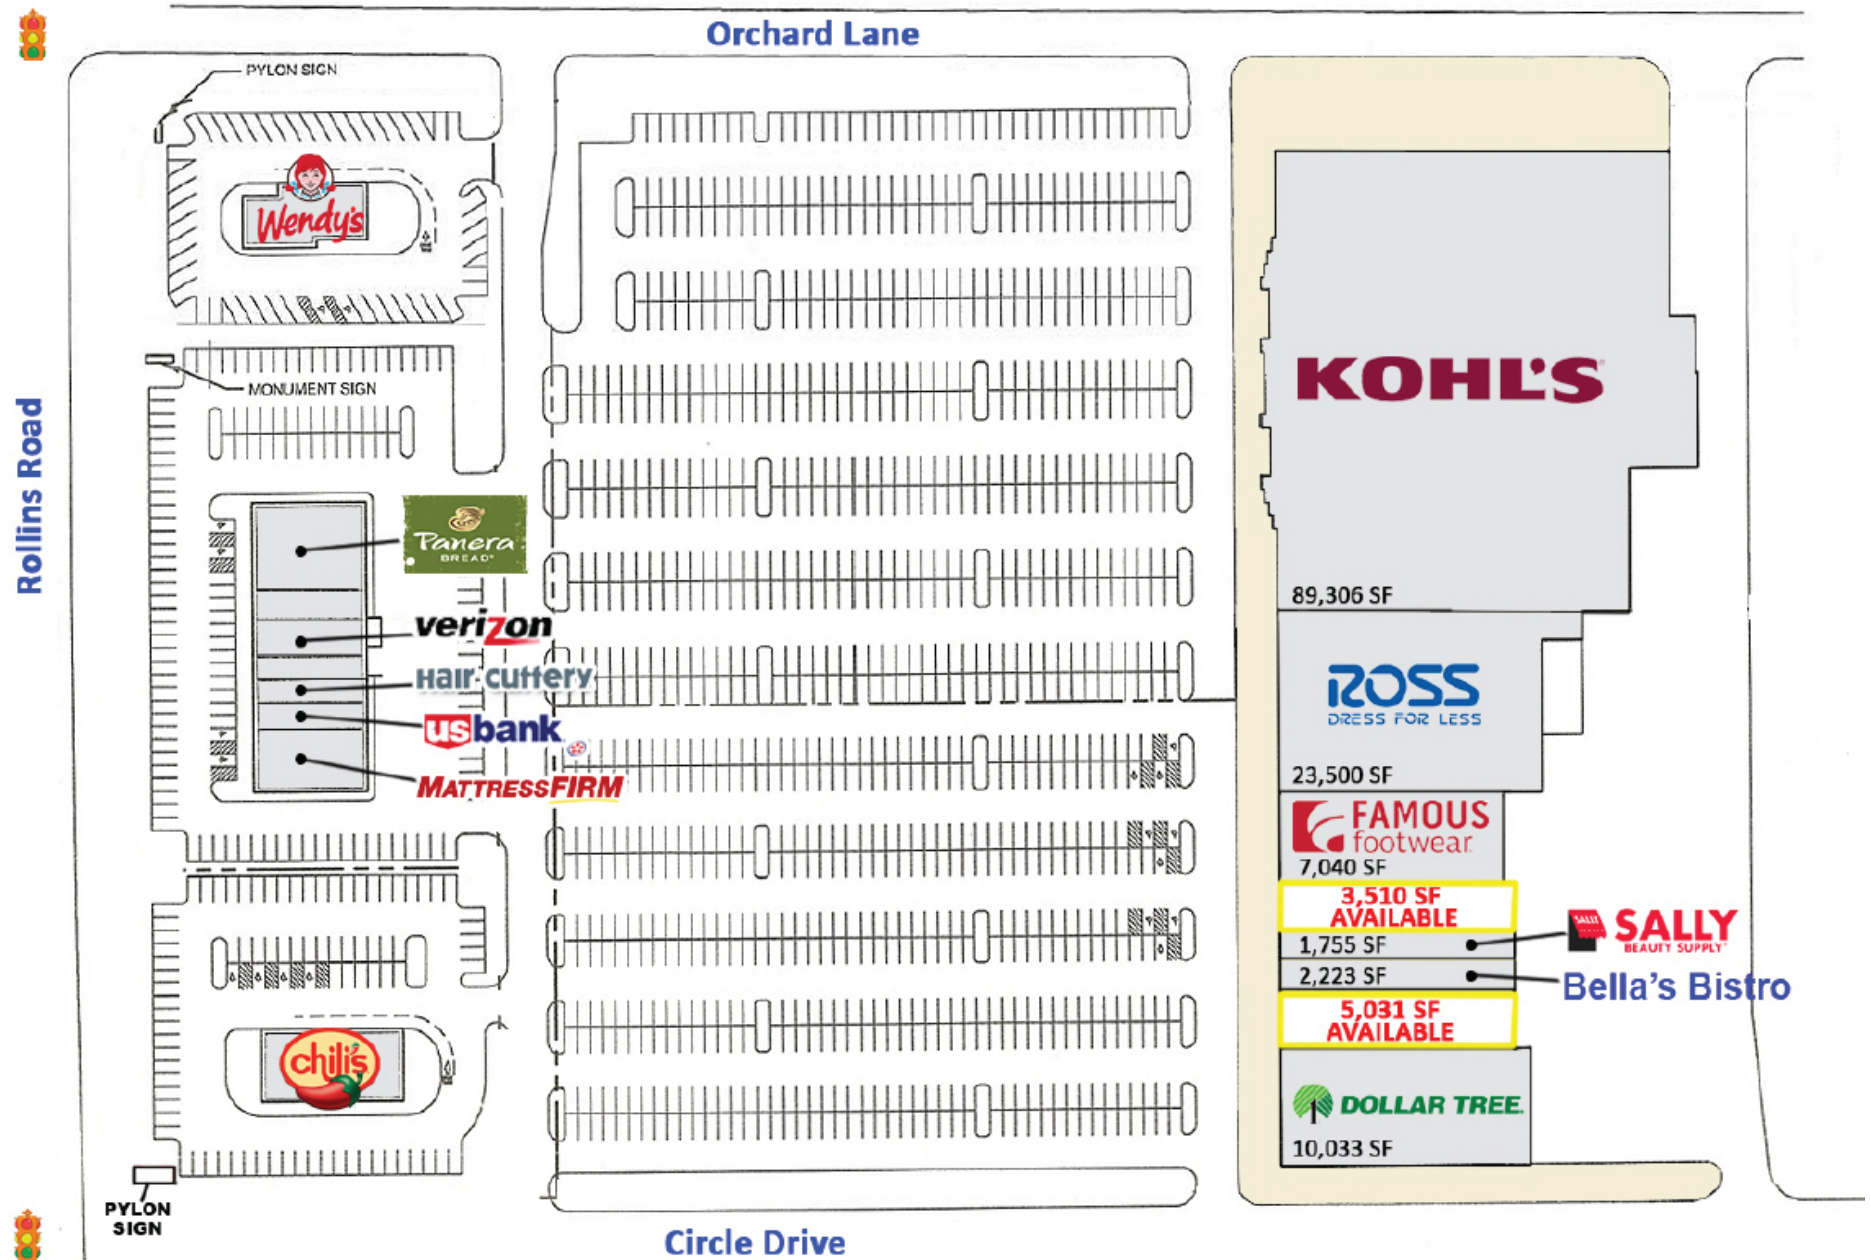 Orchard Lane
PYLON SIGN
Wendy's
MONUMENT SIGN
Rollins Road
Panera
BREAD
verizon
Hair cuttery
usbank
MATTRESSFIRM
chili's
PYLON
SIGN
Circle Drive
KOHL'S
89,306 SF
ROSS
DRESS FOR LESS
23,500 SF
FAMOUS
footwear
7,040 SF
3,510 SF
AVAILABLE
1,755 SF
SALLY
SALLY
BEAUTY SUPPLY
2,223 SF
Bella's Bistro
5,031 SF
AVAILABLE
DOLLAR TREE
10,033 SF